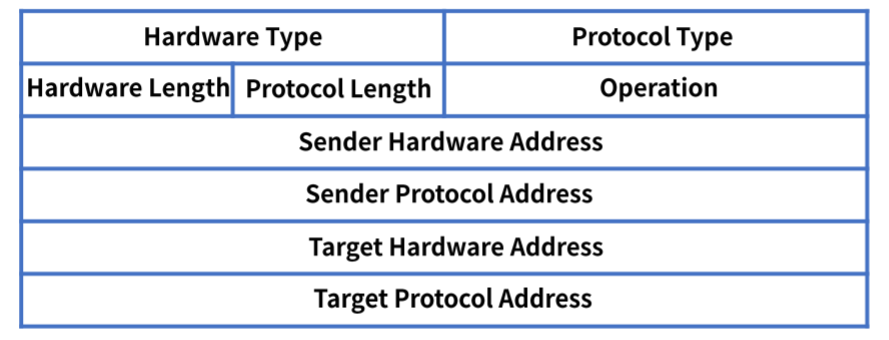 Hardware Type Protocol Type
Hardware Length Protocol Length Operation
Sender Hardware Address
Sender Protocol Address
Target Hardware Address
Target Protocol Address